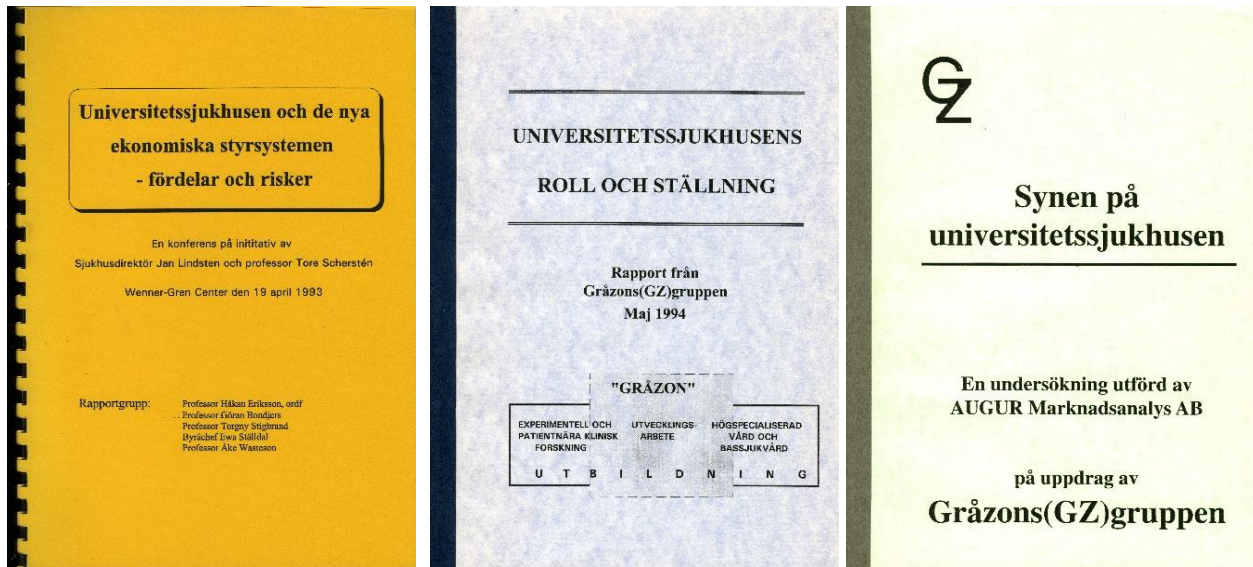 Universitetssjukhusen och de nya
ekonomiska styrsystemen
- fördelar och risker
En konferens på inititativ av
Sjukhusdirektör Jan Lindsten och professor Tore Scherstén
Wenner-Gren Center den 19 april 1993
Rapportgrupp:
Professor Håkan Eriksson, ordf
Professor Göran Bondjers
Professor Torgny Stigbrand
Byråchef Ewa Ställdal
Professor Åke Wasteson
UNIVERSITETSSJUKHUSENS
ROLL OCH STÄLLNING
Rapport från
Gråzons(GZ)gruppen
Maj 1994
"GRÅZON"
EXPERIMENTELL OCH
PATIENTNÄRA KLINISK
FORSKNING
UTVECKLINGS-
ARBETE
HÖGSPECIALISERAD
VÅRD OCH
BASSJUKVÅRD
U T B I L D N I N G
GZ
Synen på
universitetssjukhusen
En undersökning utförd av
AUGUR Marknadsanalys AB
på uppdrag av
Gråzons(GZ)gruppen